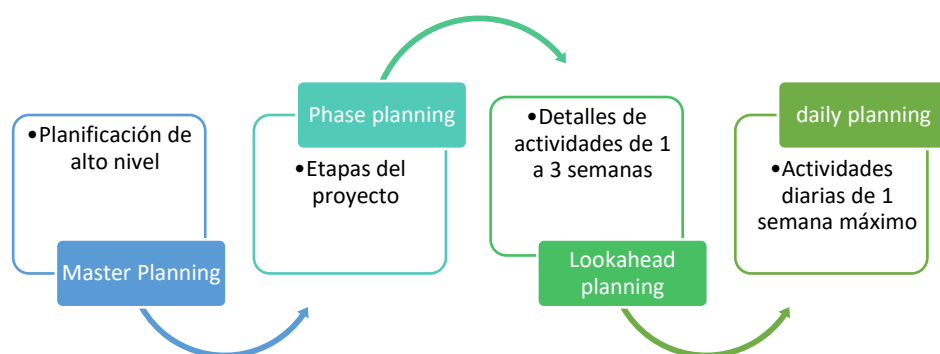 •Planificación de
alto nivel
Master Planning
Phase planning
•Etapas del
proyecto
•Detalles de
actividades de 1
a 3 semanas
Lookahead
planning
daily planning
•Actividades
diarias de 1
semana máximo